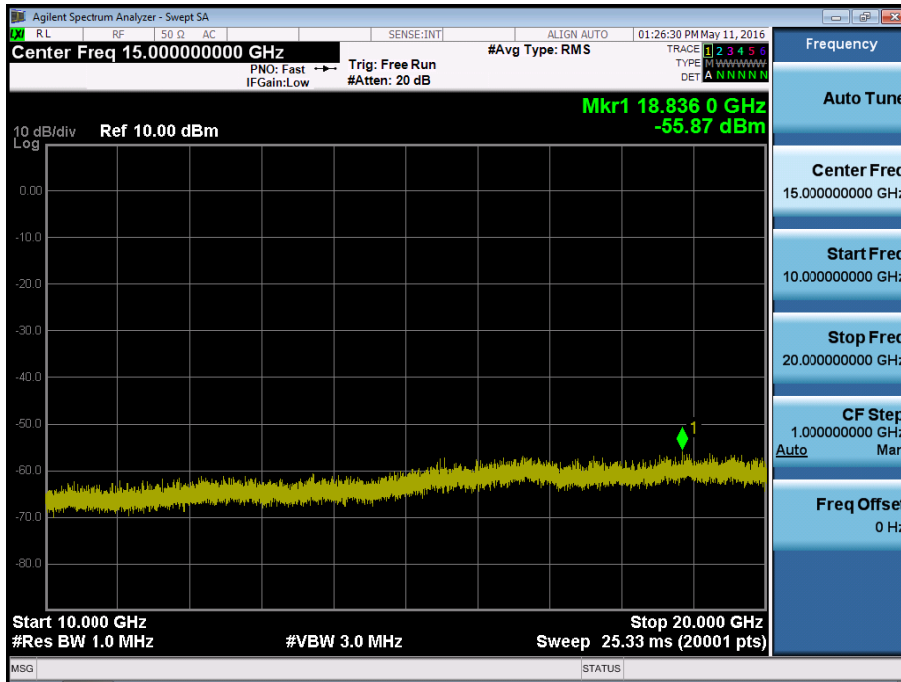 Agilent Spectrum Analyzer - Swept SA
LXI RL RF 50 Ω AC SENSE:INT ALIGN AUTO 01:26:30 PM May 11, 2016
Center Freq 15.000000000 GHz #Avg Type: RMS TRACE 1 2 3 4 5 6
PNO: Fast Trig: Free Run TYPE M WWWWW
IFGain:Low #Atten: 20 dB DET A N N N N N
Mkr1 18.836 0 GHz
10 dB/div Ref 10.00 dBm -55.87 dBm
Log
0.00
-10.0
-20.0
-30.0
-40.0
-50.0
1
-60.0
-70.0
-80.0
Start 10.000 GHz Stop 20.000 GHz
#Res BW 1.0 MHz #VBW 3.0 MHz Sweep 25.33 ms (20001 pts)
MSG STATUS
Frequency
Auto Tune
Center Freq
15.000000000 GHz
Start Freq
10.000000000 GHz
Stop Freq
20.000000000 GHz
CF Step
1.000000000 GHz
Auto Man
Freq Offset
0 Hz